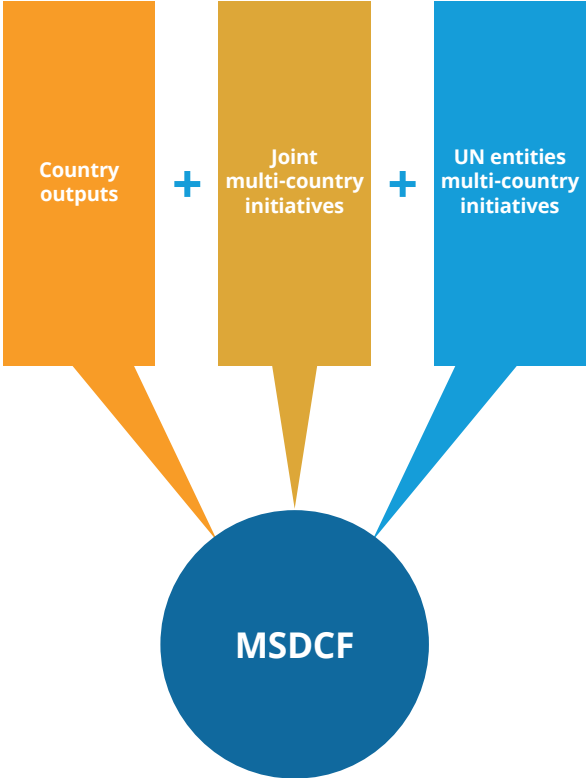 Country
outputs
+
Joint
multi-country
initiatives
+
UN entities
multi-country
initiatives
MSDCF